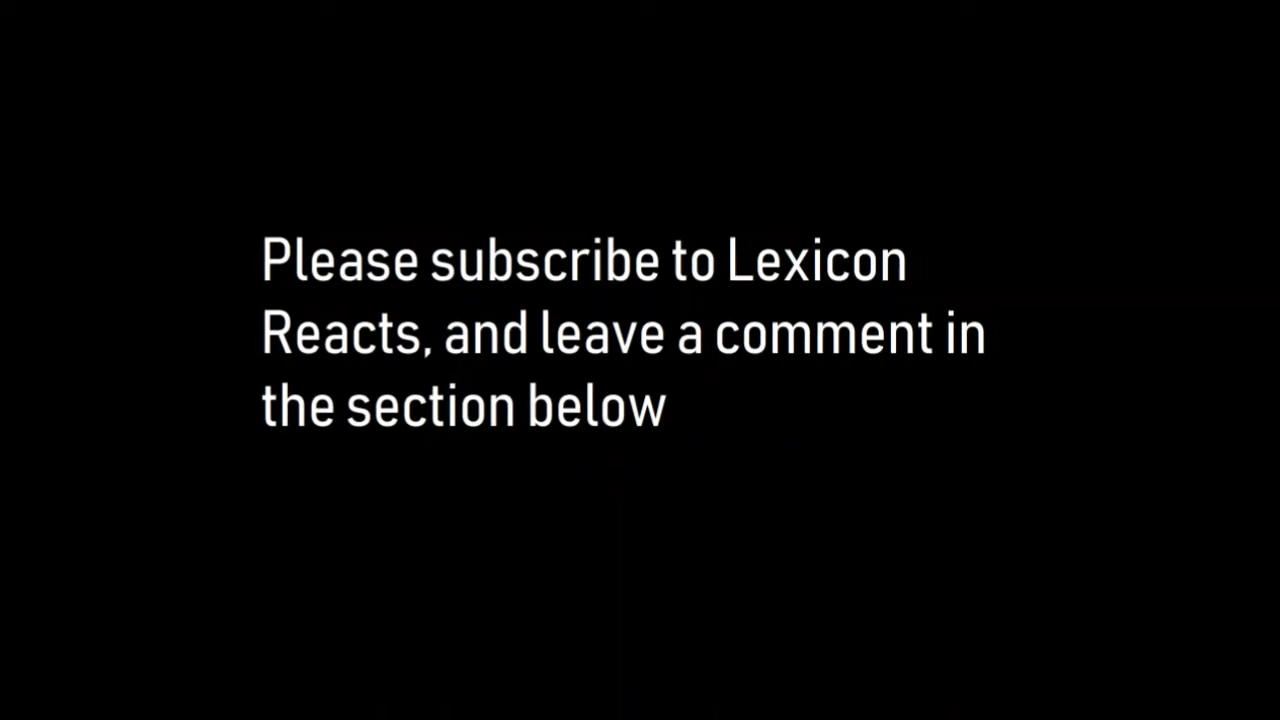 Please subscribe to Lexicon
Reacts, and leave a comment in
the section below